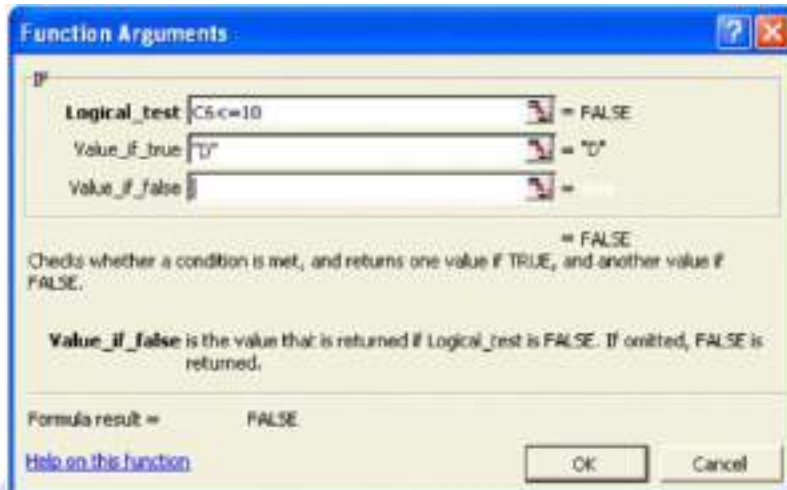 Function Arguments
IF
Logical_test C6<=10 = FALSE
Value_if_true "D" = "D"
Value_if_false =
= FALSE
Checks whether a condition is met, and returns one value if TRUE, and another value if
FALSE.
Value_if_false is the value that is returned if Logical_test is FALSE. If omitted, FALSE is
returned.
Formula result = FALSE
Help on this function
OK
Cancel